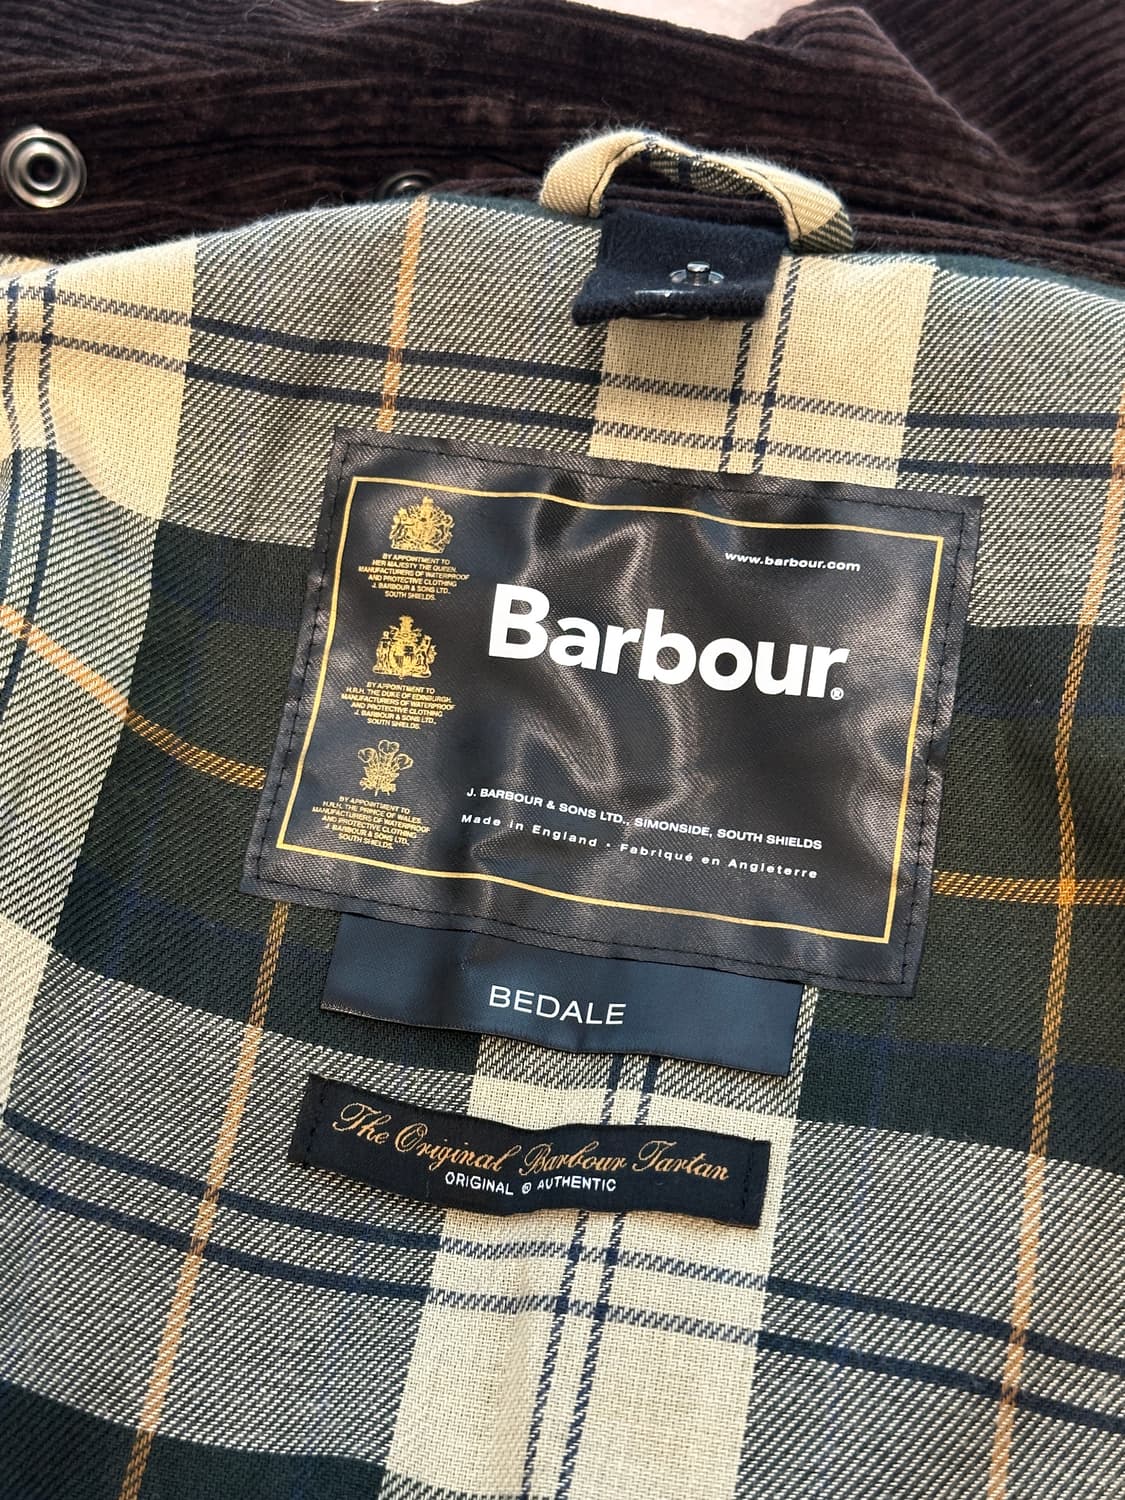 www.barbour.com
Barbour®
BY APPOINTMENT TO
HER MAJESTY THE QUEEN,
MANUFACTURERS OF WATERPROOF
AND PROTECTIVE CLOTHING
J. BARBOUR & SONS LTD.,
SOUTH SHIELDS.
BY APPOINTMENT TO
H.R.H. THE DUKE OF EDINBURGH,
MANUFACTURERS OF WATERPROOF
AND PROTECTIVE CLOTHING
J. BARBOUR & SONS LTD.,
SOUTH SHIELDS.
BY APPOINTMENT TO
H.R.H. THE PRINCE OF WALES,
MANUFACTURERS OF WATERPROOF
AND PROTECTIVE CLOTHING
J. BARBOUR & SONS LTD.,
SOUTH SHIELDS.
J. BARBOUR & SONS LTD., SIMONSIDE, SOUTH SHIELDS
Made in England · Fabriqué en Angleterre
BEDALE
The Original Barbour Tartan
ORIGINAL & AUTHENTIC